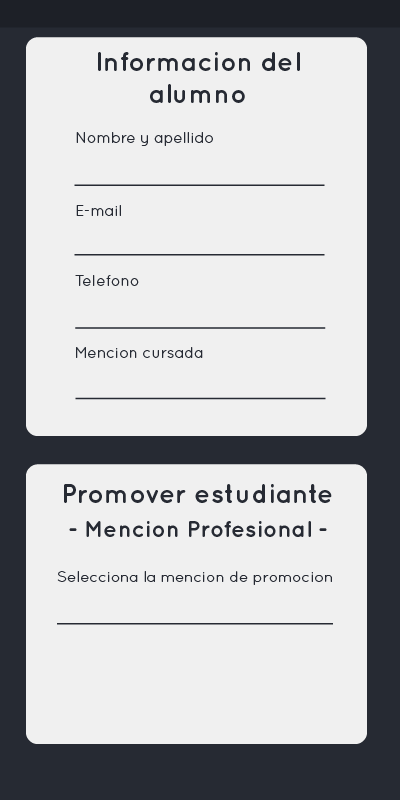 Informacion del
alumno
Nombre y apellido
E-mail
Telefono
Mencion cursada
Promover estudiante
- Mencion Profesional -
Selecciona la mencion de promocion